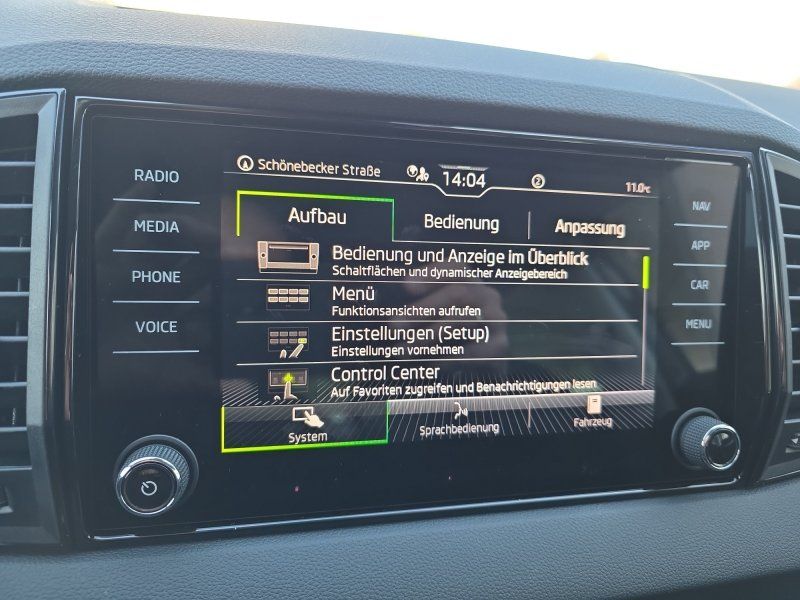 RADIO
MEDIA
PHONE
VOICE
Schönebecker Straße
14:04
2
11.0°C
Aufbau
Bedienung
Anpassung
Bedienung und Anzeige im Überblick
Schaltflächen und dynamischer Anzeigebereich
Menü
Funktionsansichten aufrufen
Einstellungen (Setup)
Einstellungen vornehmen
Control Center
Auf Favoriten zugreifen und Benachrichtigungen lesen
System
Sprachbedienung
Fahrzeug
NAV
APP
CAR
MENU